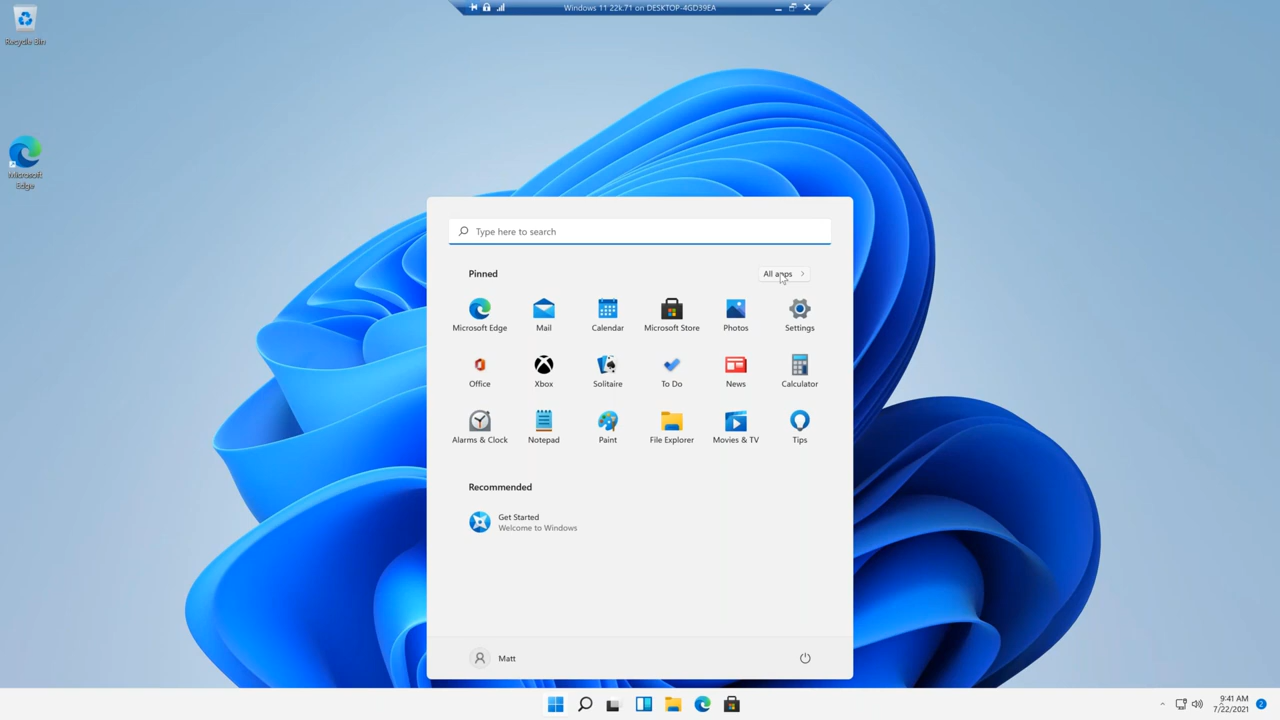 Windows 11 22k.71 on DESKTOP-4GD39EA
Recycle Bin
Microsoft
Edge
Type here to search
Pinned
All apps
Microsoft Edge
Mail
Calendar
Microsoft Store
Photos
Settings
Office
Xbox
Solitaire
To Do
News
Calculator
Alarms & Clock
Notepad
Paint
File Explorer
Movies & TV
Tips
Recommended
Get Started
Welcome to Windows
Matt
9:41 AM
7/22/2021
2